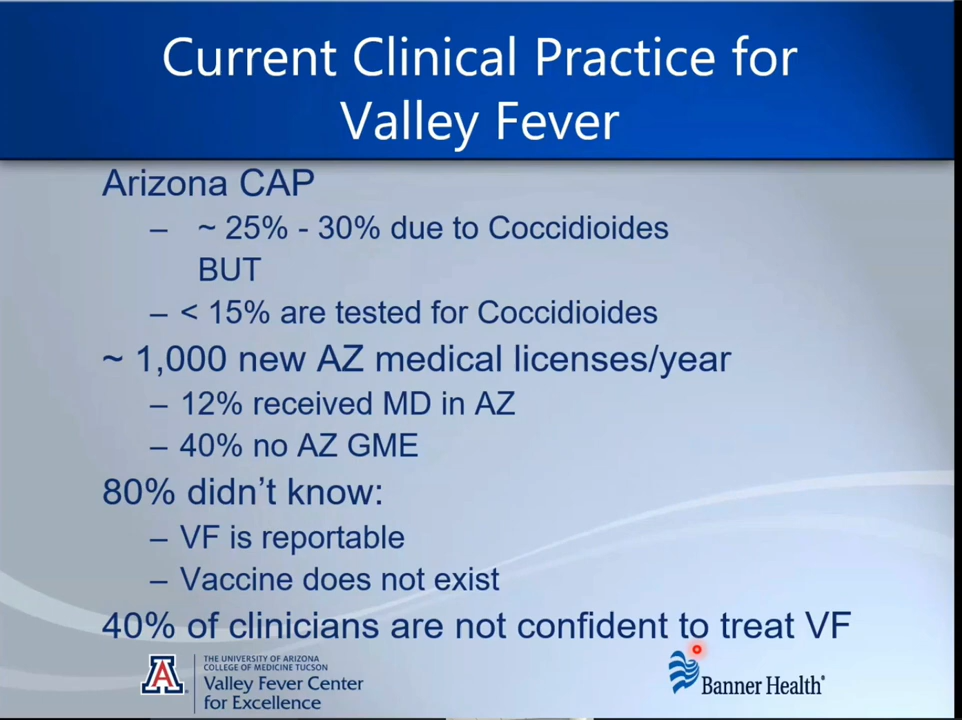 Current Clinical Practice for
Valley Fever
Arizona CAP
– ~ 25% - 30% due to Coccidioides
BUT
– < 15% are tested for Coccidioides
~ 1,000 new AZ medical licenses/year
– 12% received MD in AZ
– 40% no AZ GME
80% didn't know:
– VF is reportable
– Vaccine does not exist
40% of clinicians are not confident to treat VF
A
THE UNIVERSITY OF ARIZONA
COLLEGE OF MEDICINE TUCSON
Valley Fever Center
for Excellence
Banner Health®